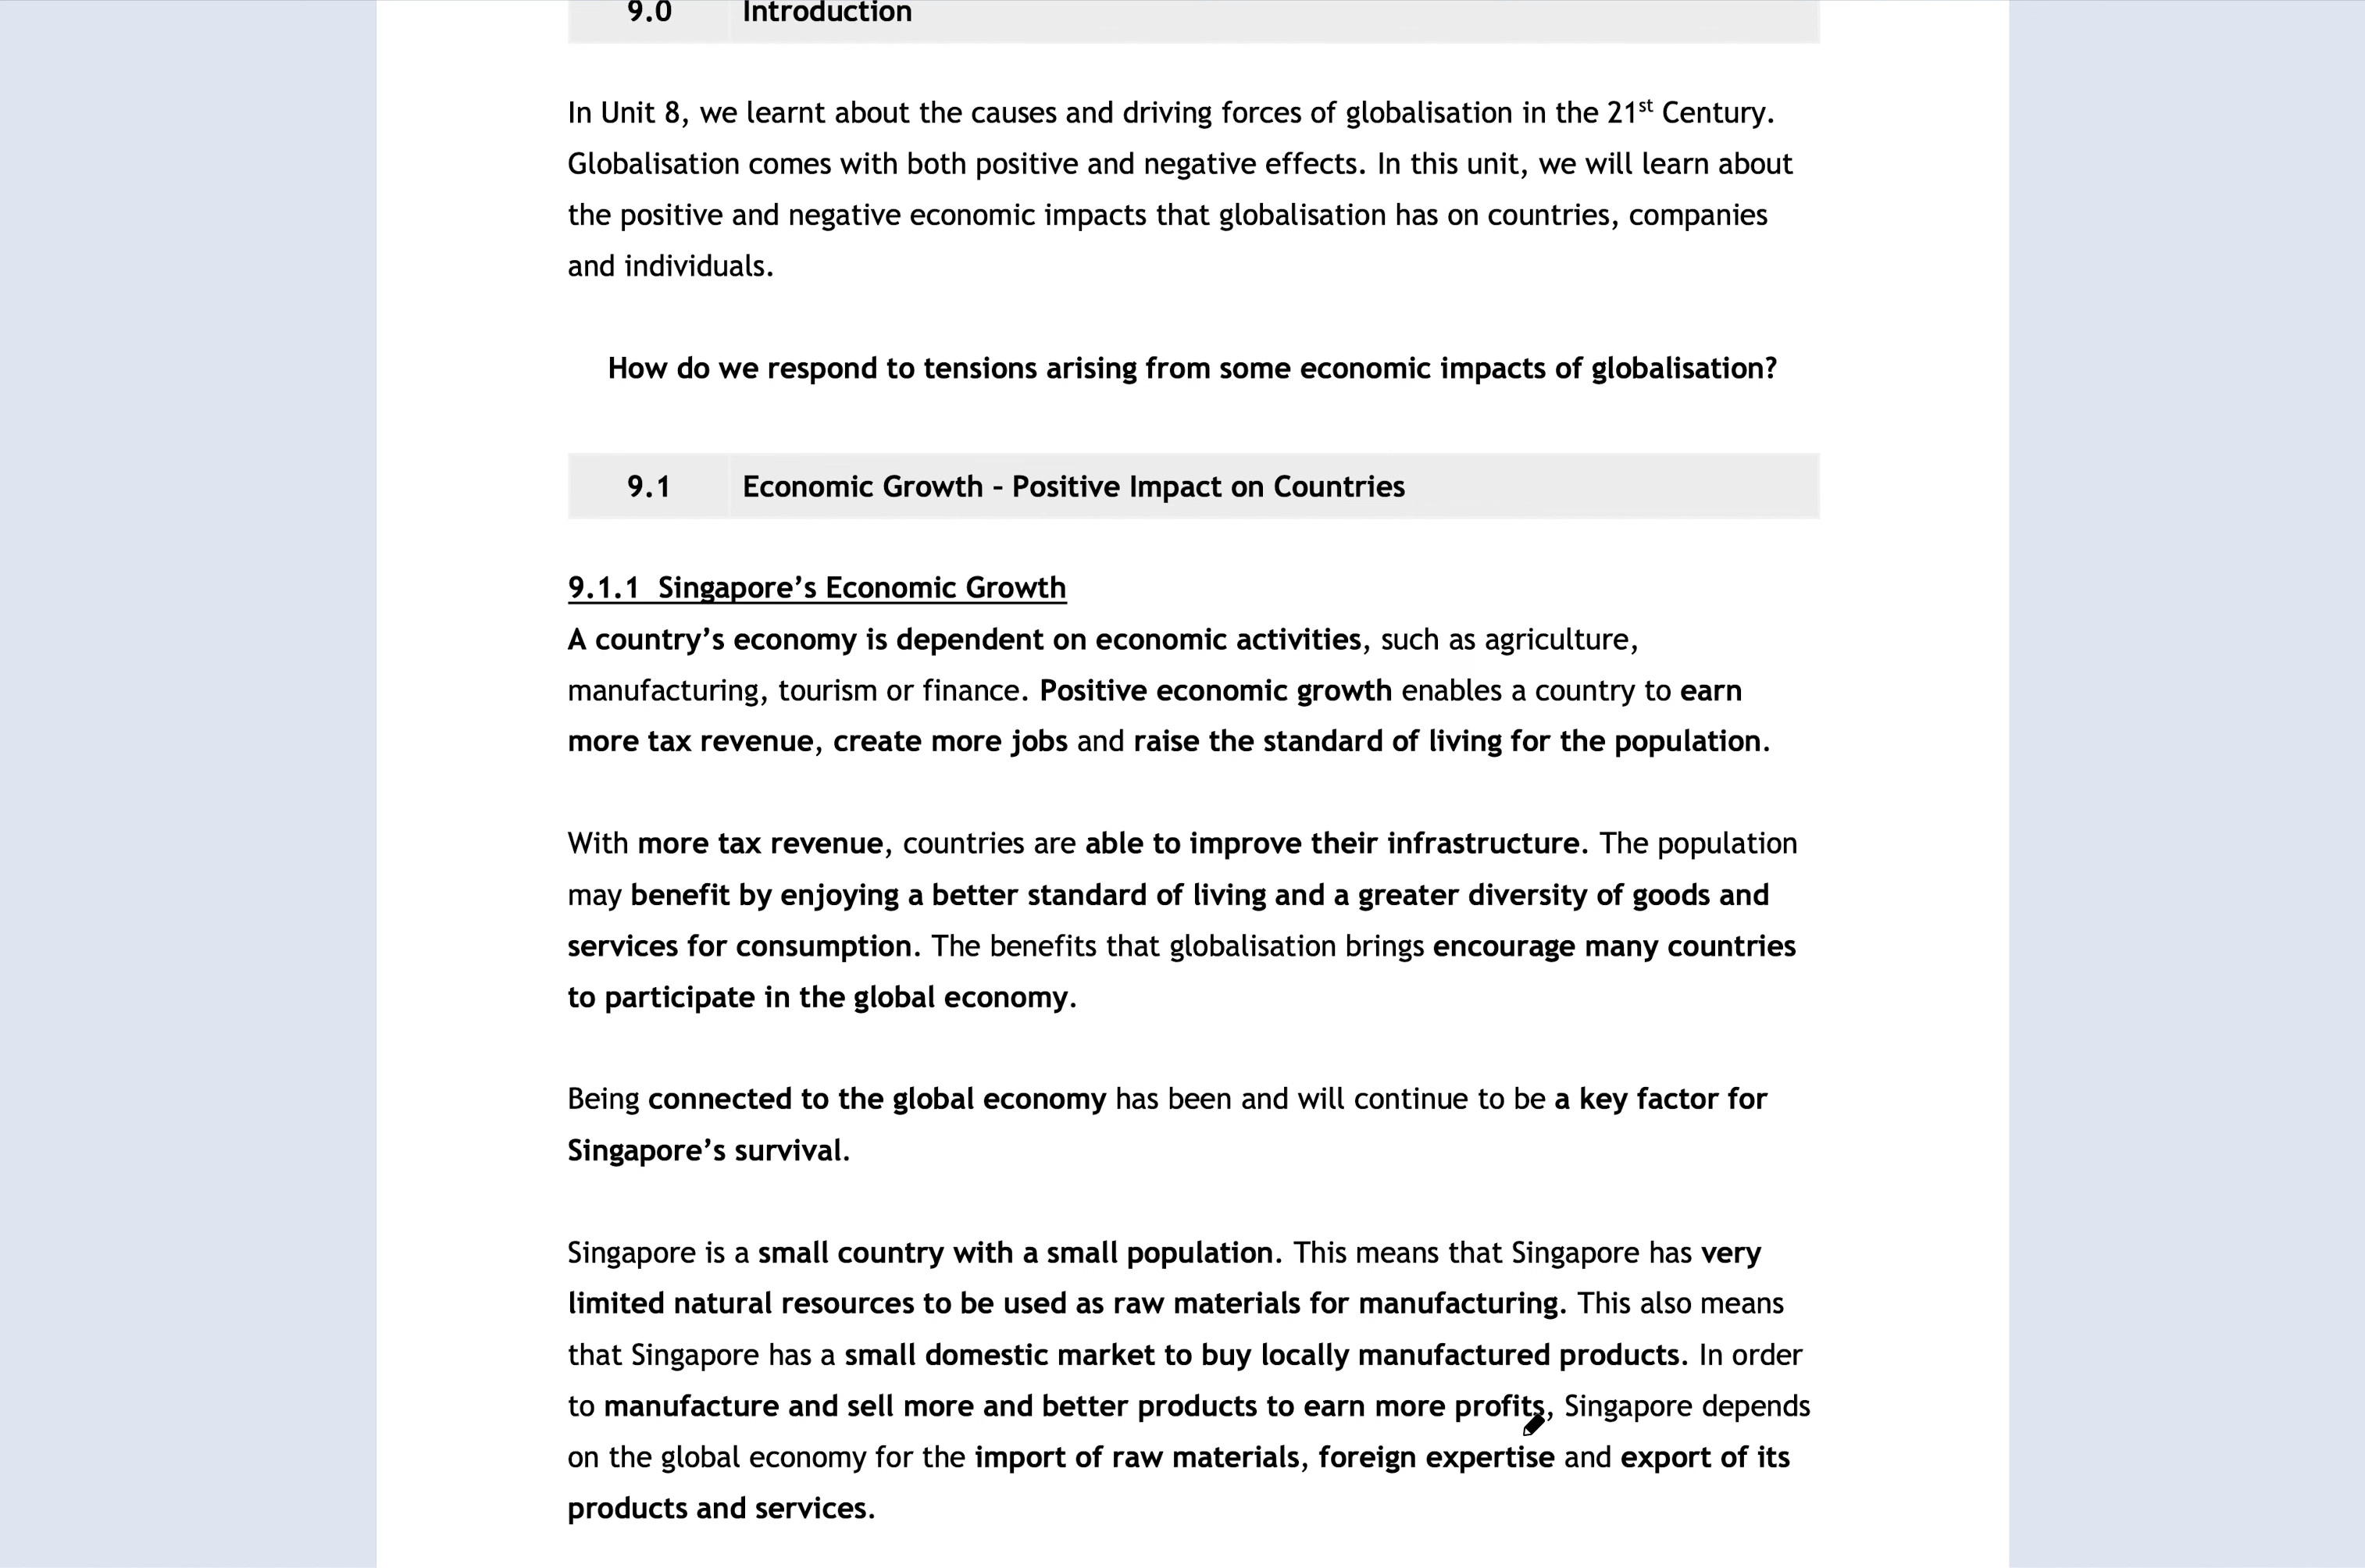 9.0 Introduction
In Unit 8, we learnt about the causes and driving forces of globalisation in the 21st Century.
Globalisation comes with both positive and negative effects. In this unit, we will learn about
the positive and negative economic impacts that globalisation has on countries, companies
and individuals.
How do we respond to tensions arising from some economic impacts of globalisation?
9.1 Economic Growth – Positive Impact on Countries
9.1.1 Singapore’s Economic Growth
A country’s economy is dependent on economic activities, such as agriculture,
manufacturing, tourism or finance. Positive economic growth enables a country to earn
more tax revenue, create more jobs and raise the standard of living for the population.
With more tax revenue, countries are able to improve their infrastructure. The population
may benefit by enjoying a better standard of living and a greater diversity of goods and
services for consumption. The benefits that globalisation brings encourage many countries
to participate in the global economy.
Being connected to the global economy has been and will continue to be a key factor for
Singapore’s survival.
Singapore is a small country with a small population. This means that Singapore has very
limited natural resources to be used as raw materials for manufacturing. This also means
that Singapore has a small domestic market to buy locally manufactured products. In order
to manufacture and sell more and better products to earn more profits, Singapore depends
on the global economy for the import of raw materials, foreign expertise and export of its
products and services.